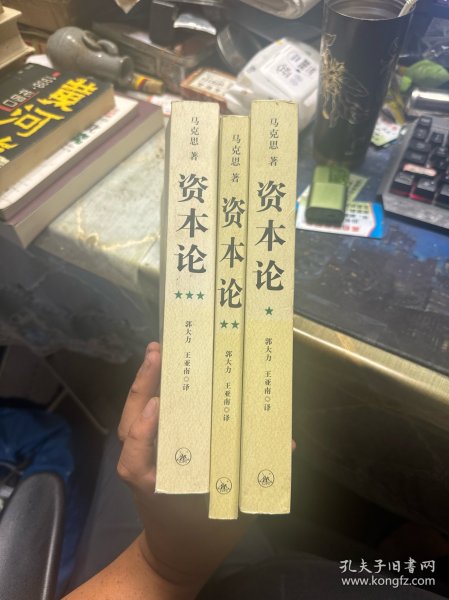 马克思 著
资本论
★★★
郭大力 王亚南◎译
马克思 著
资本论
★★
郭大力 王亚南◎译
马克思 著
资本论
★
郭大力 王亚南◎译
孔夫子旧书网
www.kongfz.com